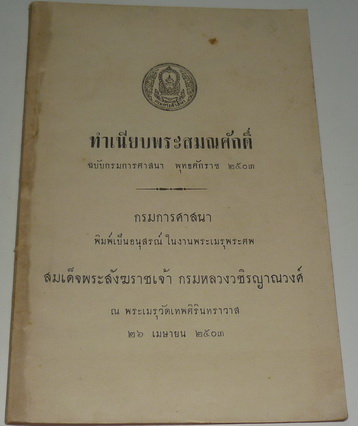 ทำเนียบพระสมณศักดิ์
ฉบับกรมการศาสนา พุทธศักราช ๒๕๐๓
กรมการศาสนา
พิมพ์เป็นอนุสรณ์ ในงานพระเมรุพระศพ
สมเด็จพระสังฆราชเจ้า กรมหลวงวชิรญาณวงศ์
ณ พระเมรุวัดเทพศิรินทราวาส
๒๖ เมษายน ๒๕๐๓